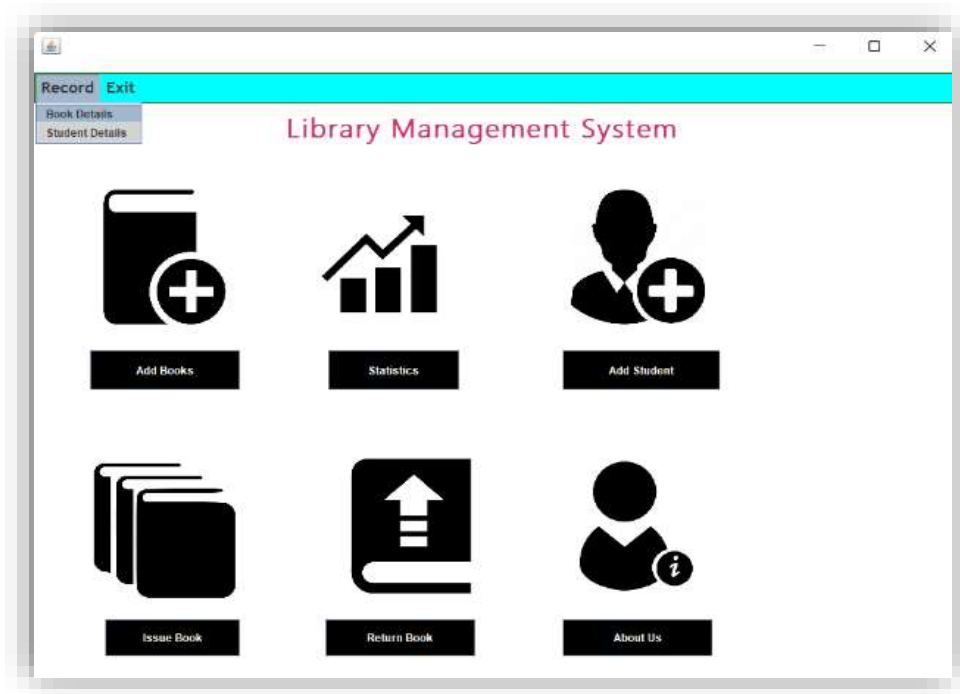 Record Exit
Book Details
Student Details
Library Management System
Add Books
Statistics
Add Student
i
Issue Book
Return Book
About Us